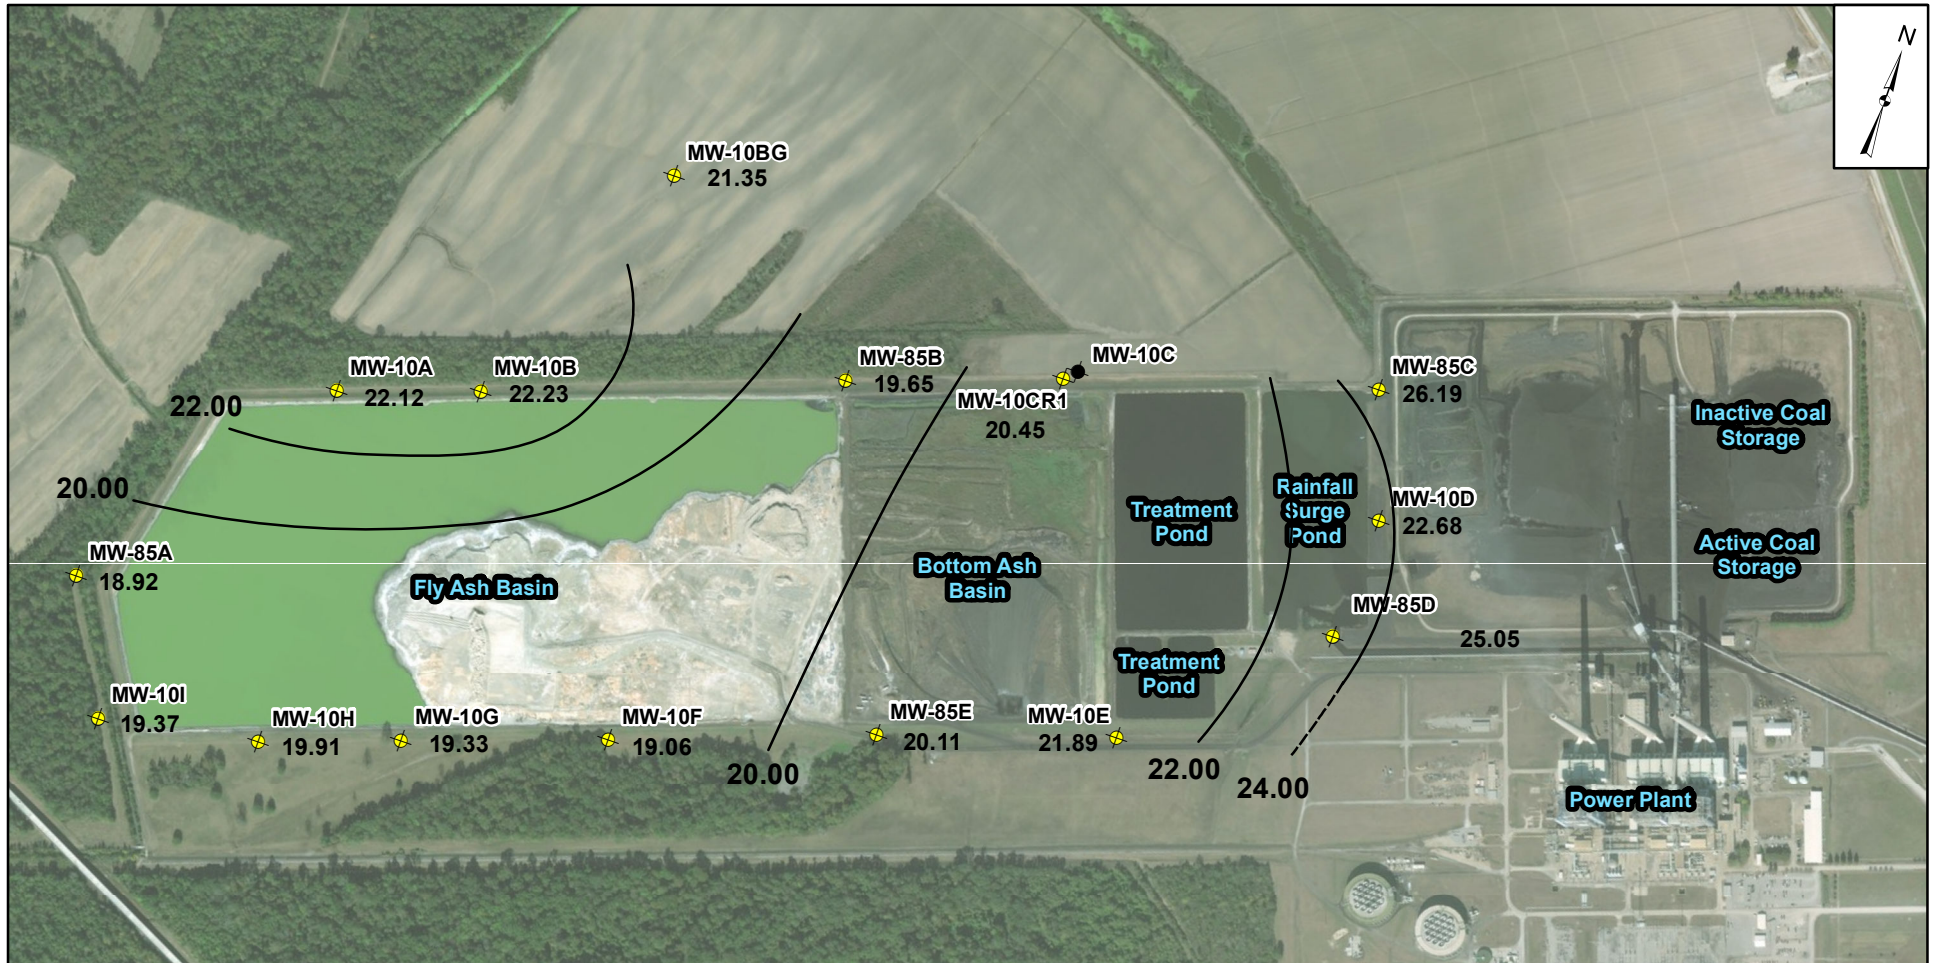 N
MW-10BG
21.35
MW-10A
22.12
MW-10B
22.23
MW-85B
19.65
MW-10C
MW-10CR1
20.45
MW-85C
26.19
22.00
20.00
Inactive Coal
Storage
MW-10D
22.68
Rainfall
Surge
Pond
Treatment
Pond
Active Coal
Storage
MW-85A
18.92
Fly Ash Basin
Bottom Ash
Basin
MW-85D
25.05
Treatment
Pond
MW-10I
19.37
MW-10H
19.91
MW-10G
19.33
MW-10F
19.06
MW-85E
20.11
MW-10E
21.89
20.00
22.00
24.00
Power Plant